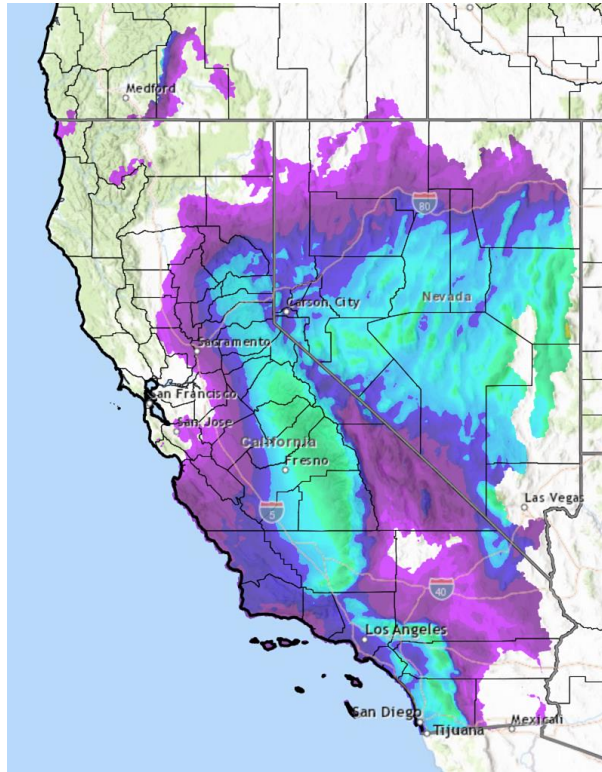 Medford
80
Carson City
Nevada
Sacramento
San Francisco
San Jose
California
Fresno
5
Las Vegas
40
Los Angeles
San Diego
Tijuana
Mexicali